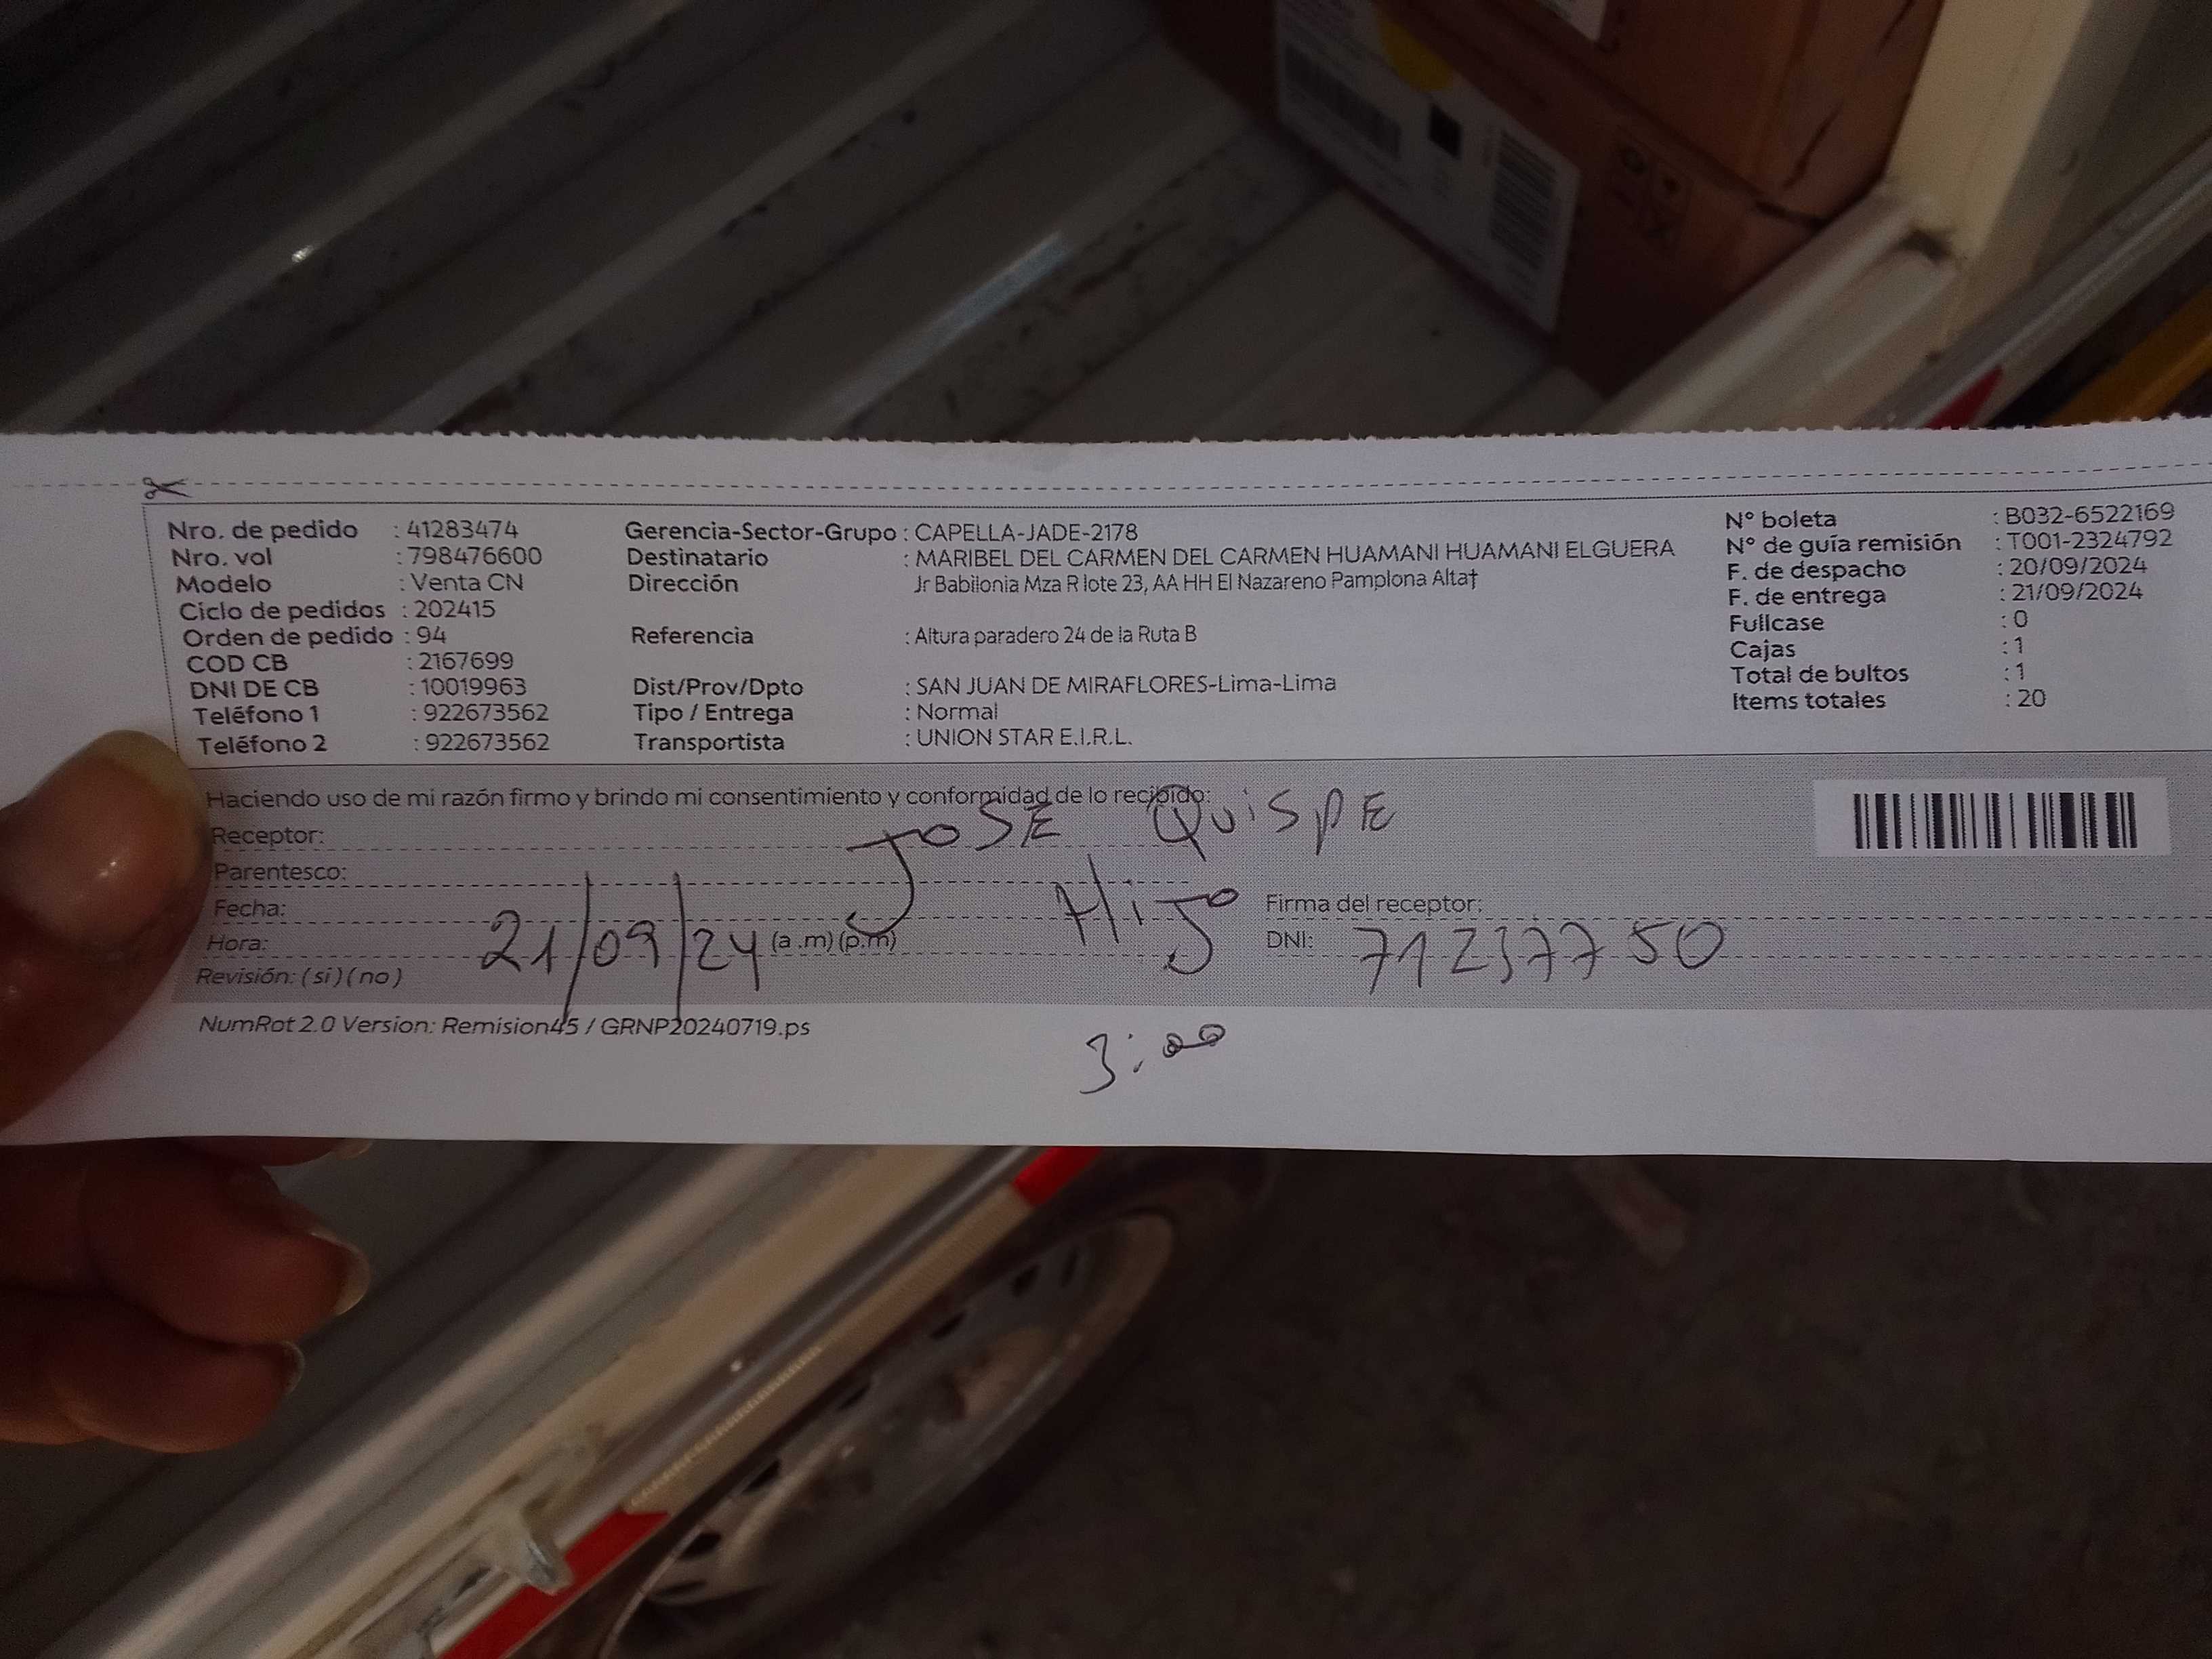 Nro. de pedido : 41283474
Nro. vol : 798476600
Modelo : Venta CN
Ciclo de pedidos : 202415
Orden de pedido : 94
COD CB : 2167699
DNI DE CB : 10019963
Teléfono 1 : 922673562
Teléfono 2 : 922673562
Gerencia-Sector-Grupo : CAPELLA-JADE-2178
Destinatario : MARIBEL DEL CARMEN DEL CARMEN HUAMANI HUAMANI ELGUERA
Dirección Jr Babilonia Mza R lote 23, AA HH El Nazareno Pamplona Alta†
Referencia : Altura paradero 24 de la Ruta B
Dist/Prov/Dpto : SAN JUAN DE MIRAFLORES-Lima-Lima
Tipo / Entrega : Normal
Transportista : UNION STAR E.I.R.L.
N° boleta : B032-6522169
N° de guía remisión : T001-2324792
F. de despacho : 20/09/2024
F. de entrega : 21/09/2024
Fullcase : 0
Cajas : 1
Total de bultos : 1
Items totales : 20
Haciendo uso de mi razón firmo y brindo mi consentimiento y conformidad de lo recibido:
Receptor: JOSE QUiSPE
Parentesco: Hijo
Fecha: 21/09/24
Hora: (a .m) (p.m)
Revisión: (si) (no)
Firma del receptor:
DNI: 71237750
NumRot 2.0 Version: Remision45 / GRNP20240719.ps
3:00